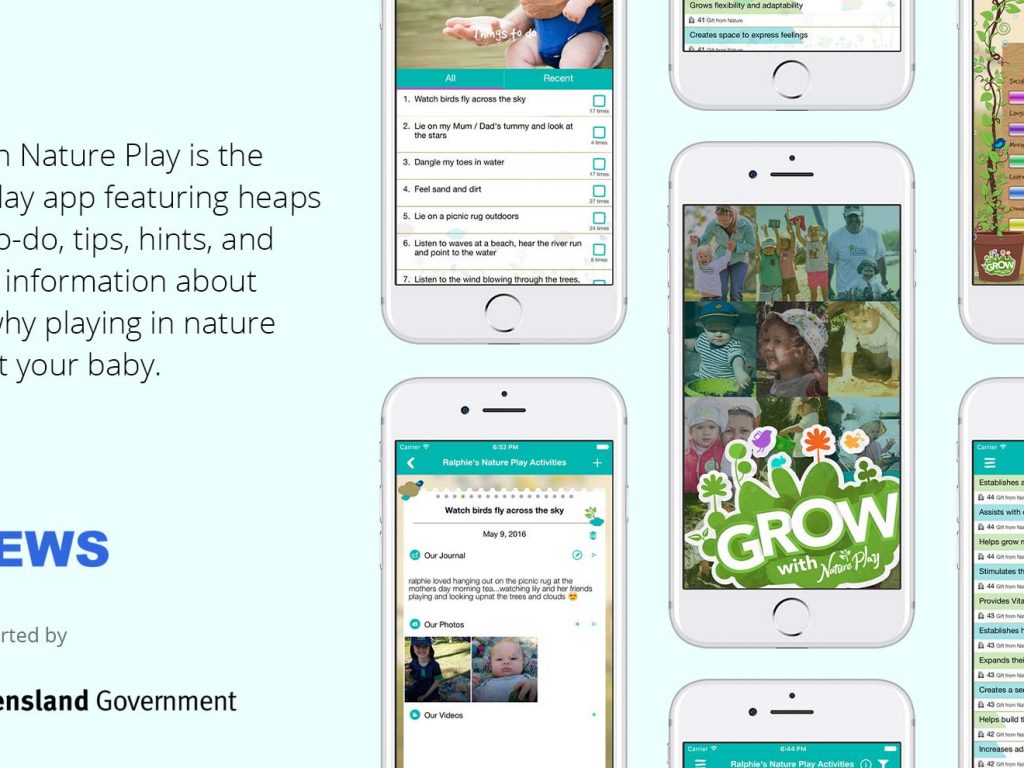 n Nature Play is the
lay app featuring heaps
o-do, tips, hints, and
information about
why playing in nature
t your baby.
EWS
rted by
ensland Government
Things to do
All Recent
1. Watch birds fly across the sky
17 times
2. Lie on my Mum / Dad's tummy and look at
the stars
4 times
3. Dangle my toes in water
17 times
4. Feel sand and dirt
27 times
5. Lie on a picnic rug outdoors
24 times
6. Listen to waves at a beach, hear the river run
and point to the water
8 times
7. Listen to the wind blowing through the trees,
Carrier 6:52 PM
Ralphie's Nature Play Activities
Watch birds fly across the sky
May 9, 2016
Our Journal
ralphie loved hanging out on the picnic rug at the
mothers day morning tea...watching lily and her friends
playing and looking upnat the trees and clouds 😍
Our Photos
Our Videos
Grows flexibility and adaptability
41 Gift from Nature
Creates space to express feelings
41 Gift from Nature
GROW
with Nature Play
Carrier 6:44 PM
Ralphie's Nature Play Activities
GROW
Carrier
Establishes a
44 Gift from Na
Assists with
44 Gift from Na
Helps grow m
44 Gift from Na
Stimulates th
44 Gift from Na
Provides Vita
43 Gift from Na
Establishes h
43 Gift from Na
Expands thei
43 Gift from Na
Creates a se
43 Gift from Na
Helps build th
42 Gift from Na
Increases ad
42 Gift from Na